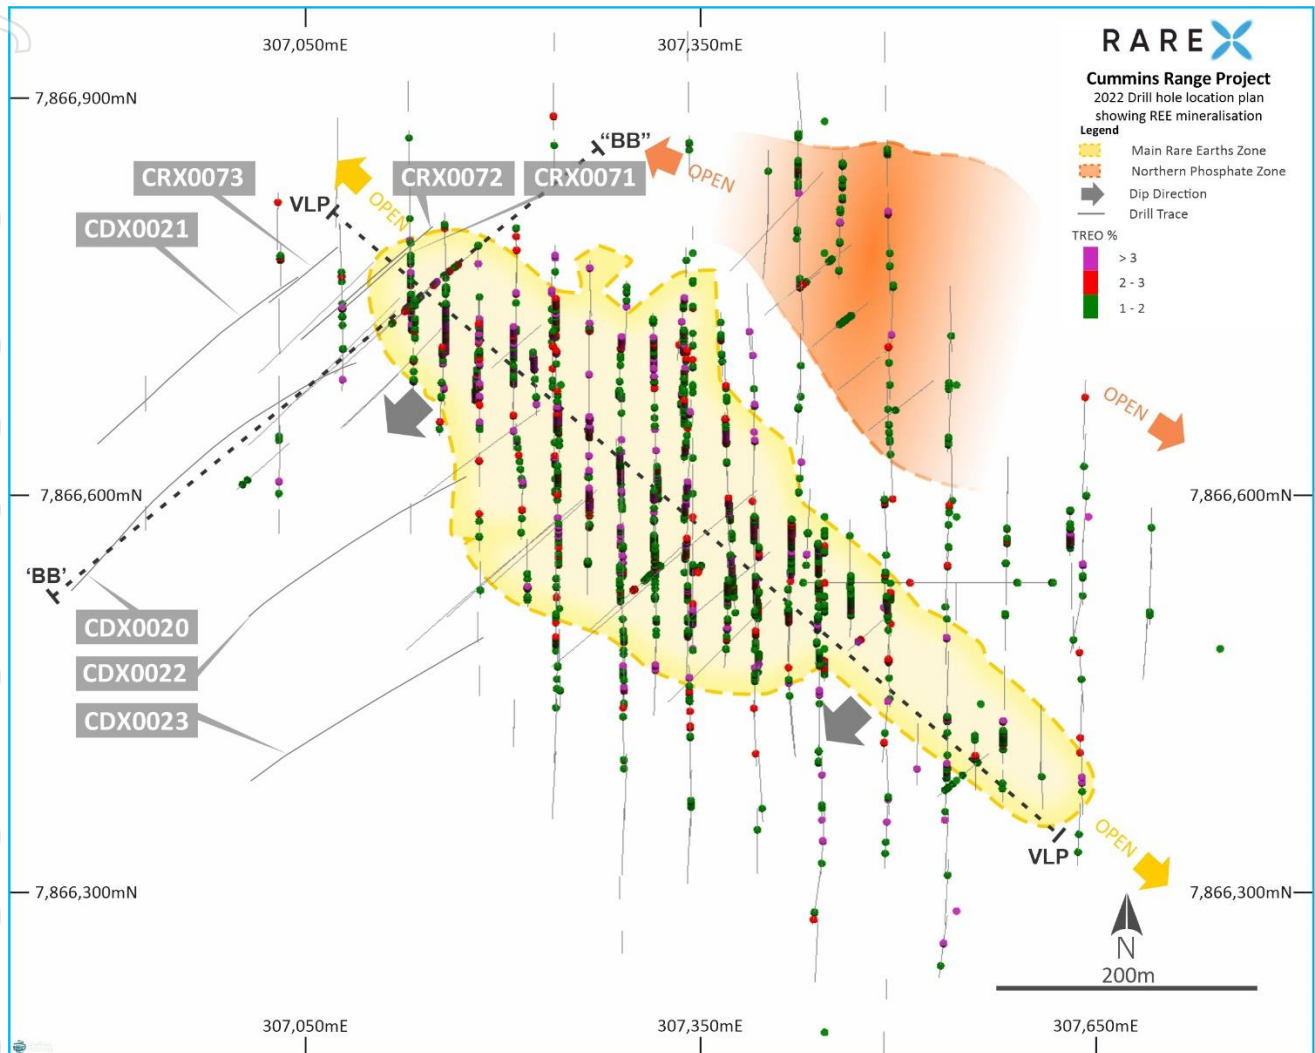 307,050mE
307,350mE
RAREX
Cummins Range Project
2022 Drill hole location plan
showing REE mineralisation
Legend
Main Rare Earths Zone
Northern Phosphate Zone
Dip Direction
Drill Trace
TREO %
> 3
2 - 3
1 - 2
7,866,900mN
"BB"
OPEN
CRX0073
CRX0072
CRX0071
OPEN
VLP
CDX0021
OPEN
7,866,600mN
7,866,600mN
'BB'
CDX0020
CDX0022
CDX0023
OPEN
VLP
7,866,300mN
7,866,300mN
N
200m
307,050mE
307,350mE
307,650mE